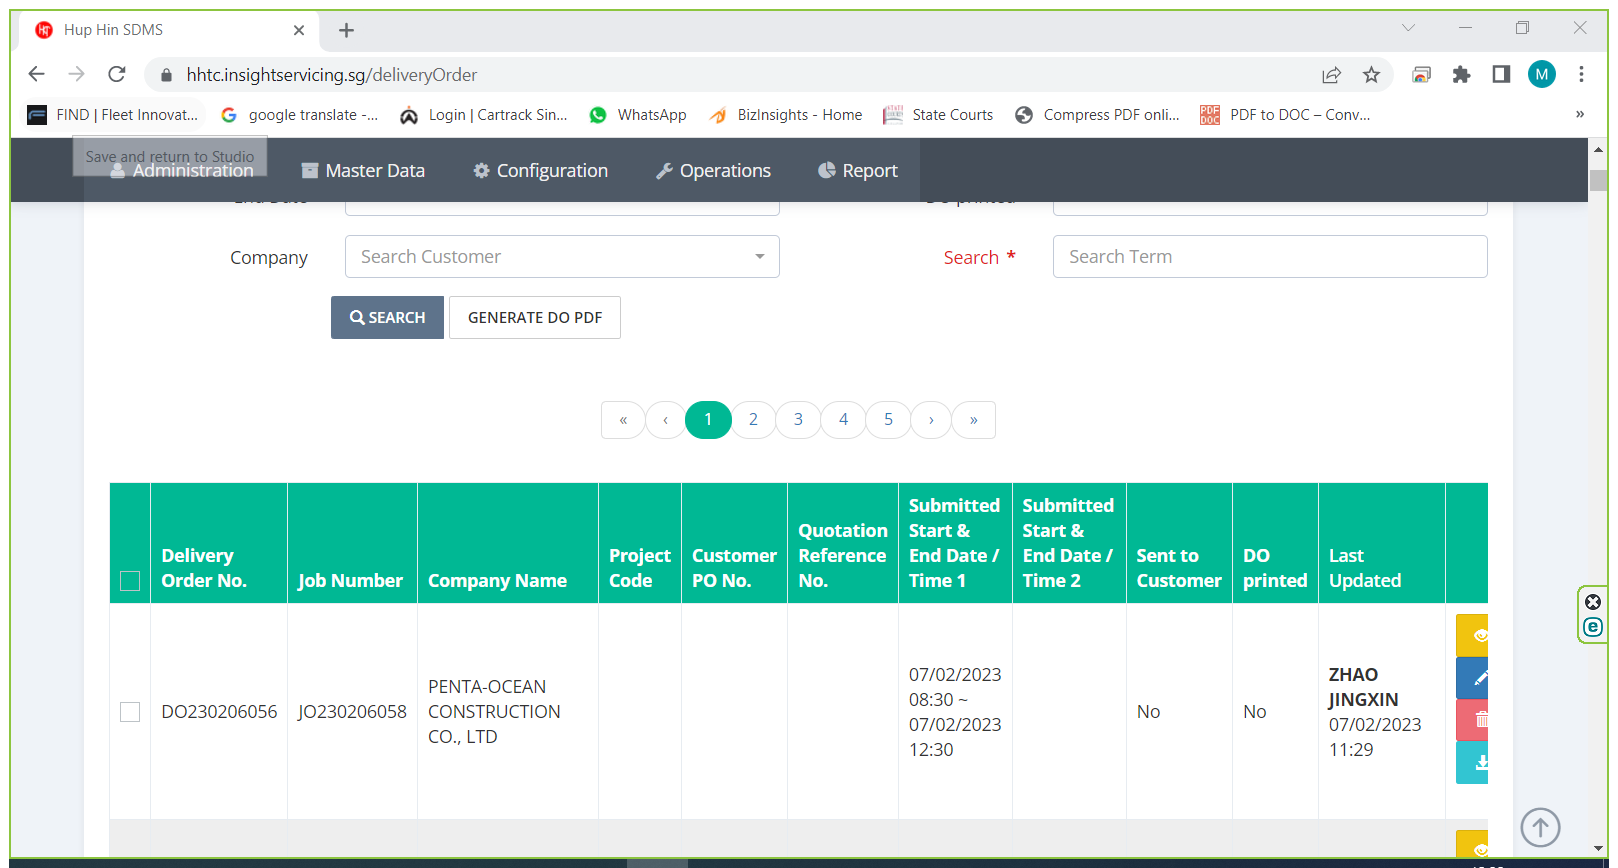 Hup Hin SDMS
hhtc.insightservicing.sg/deliveryOrder
M
FIND | Fleet Innovat...
google translate -...
Login | Cartrack Sin...
WhatsApp
BizInsights - Home
State Courts
Compress PDF onli...
PDF to DOC – Conv...
»
Save and return to Studio
Administration
Master Data
Configuration
Operations
Report
End Date
DO printed
Company
Search Customer
Search *
Search Term
SEARCH
GENERATE DO PDF
« ‹ 1 2 3 4 5 › »
Delivery
Order No.
Job Number
Company Name
Project
Code
Customer
PO No.
Quotation
Reference
No.
Submitted
Start &
End Date /
Time 1
Submitted
Start &
End Date /
Time 2
Sent to
Customer
DO
printed
Last
Updated
DO230206056
JO230206058
PENTA-OCEAN
CONSTRUCTION
CO., LTD
07/02/2023
08:30 ~
07/02/2023
12:30
No
No
ZHAO
JINGXIN
07/02/2023
11:29